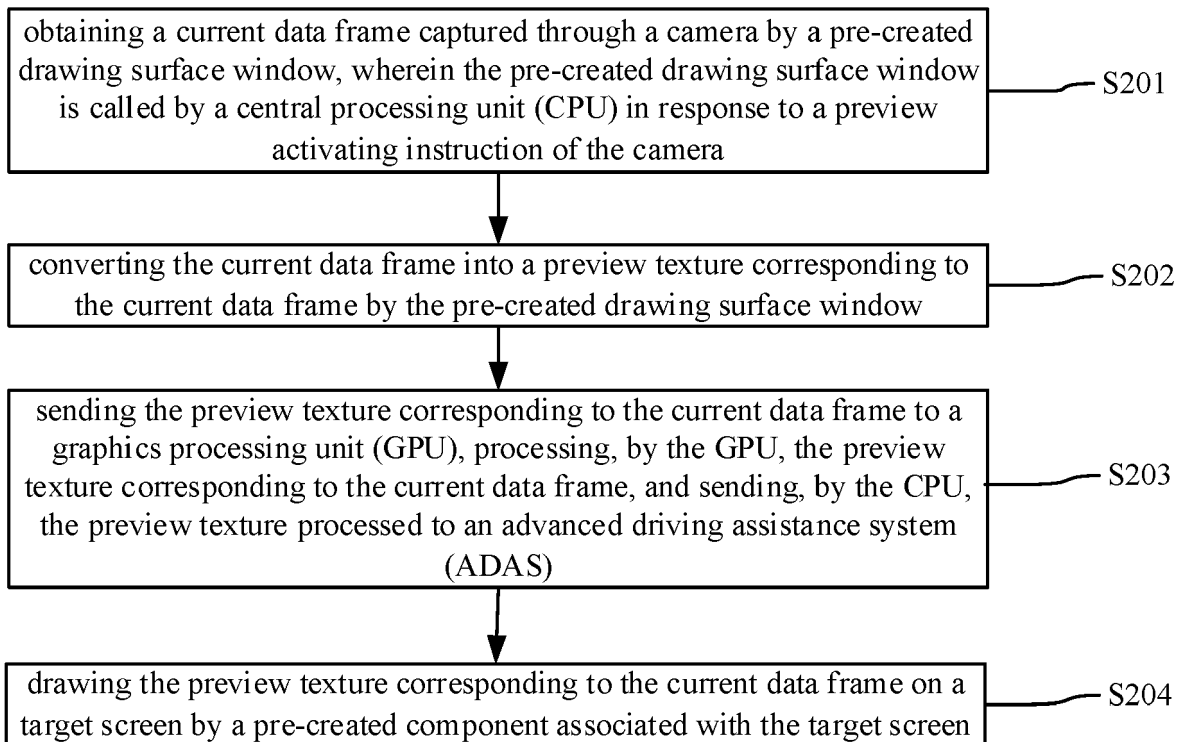 obtaining a current data frame captured through a camera by a pre-created
drawing surface window, wherein the pre-created drawing surface window
is called by a central processing unit (CPU) in response to a preview
activating instruction of the camera
S201
converting the current data frame into a preview texture corresponding to
the current data frame by the pre-created drawing surface window
S202
sending the preview texture corresponding to the current data frame to a
graphics processing unit (GPU), processing, by the GPU, the preview
texture corresponding to the current data frame, and sending, by the CPU,
the preview texture processed to an advanced driving assistance system
(ADAS)
S203
drawing the preview texture corresponding to the current data frame on a
target screen by a pre-created component associated with the target screen
S204